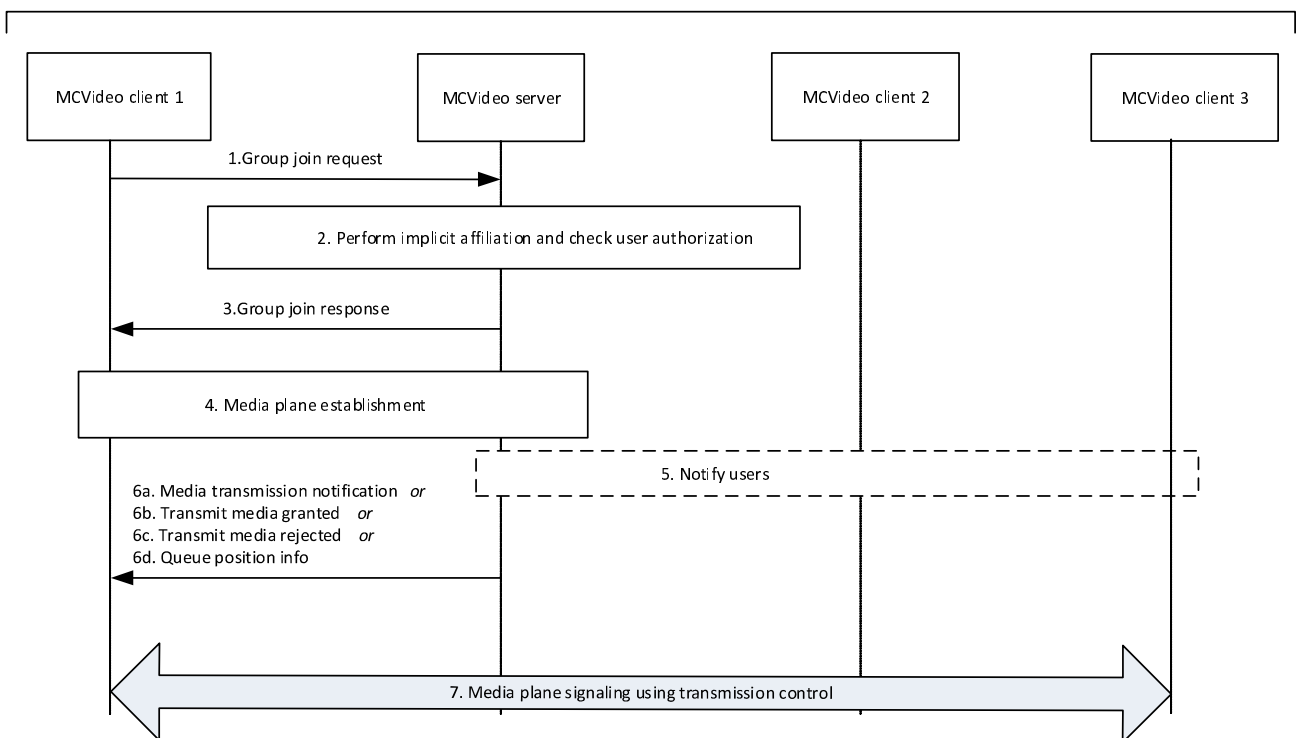 MCVideo client 1
MCVideo server
MCVideo client 2
MCVideo client 3
1.Group join request
2. Perform implicit affiliation and check user authorization
3.Group join response
4. Media plane establishment
5. Notify users
6a. Media transmission notification or
6b. Transmit media granted or
6c. Transmit media rejected or
6d. Queue position info
7. Media plane signaling using transmission control